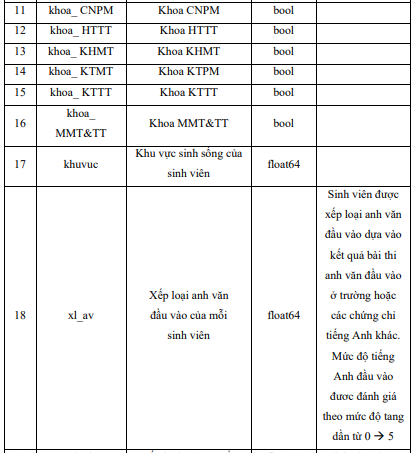 11 khoa_ CNPM Khoa CNPM bool
12 khoa_ HTTT Khoa HTTT bool
13 khoa_ KHMT Khoa KHMT bool
14 khoa_ KTMT Khoa KTPM bool
15 khoa_ KTTT Khoa KTTT bool
16 khoa_
MMT&TT Khoa MMT&TT bool
17 khuvuc Khu vực sinh sống của
sinh viên float64
18 xl_av Xếp loại anh văn
đầu vào của mỗi
sinh viên float64
Sinh viên được
xếp loại anh văn
đầu vào dựa vào
kết quả bài thi
anh văn đầu vào
ở trường hoặc
các chứng chỉ
tiếng Anh khác.
Mức độ tiếng
Anh đầu vào
đươc đánh giá
theo mức độ tang
dần từ 0 → 5